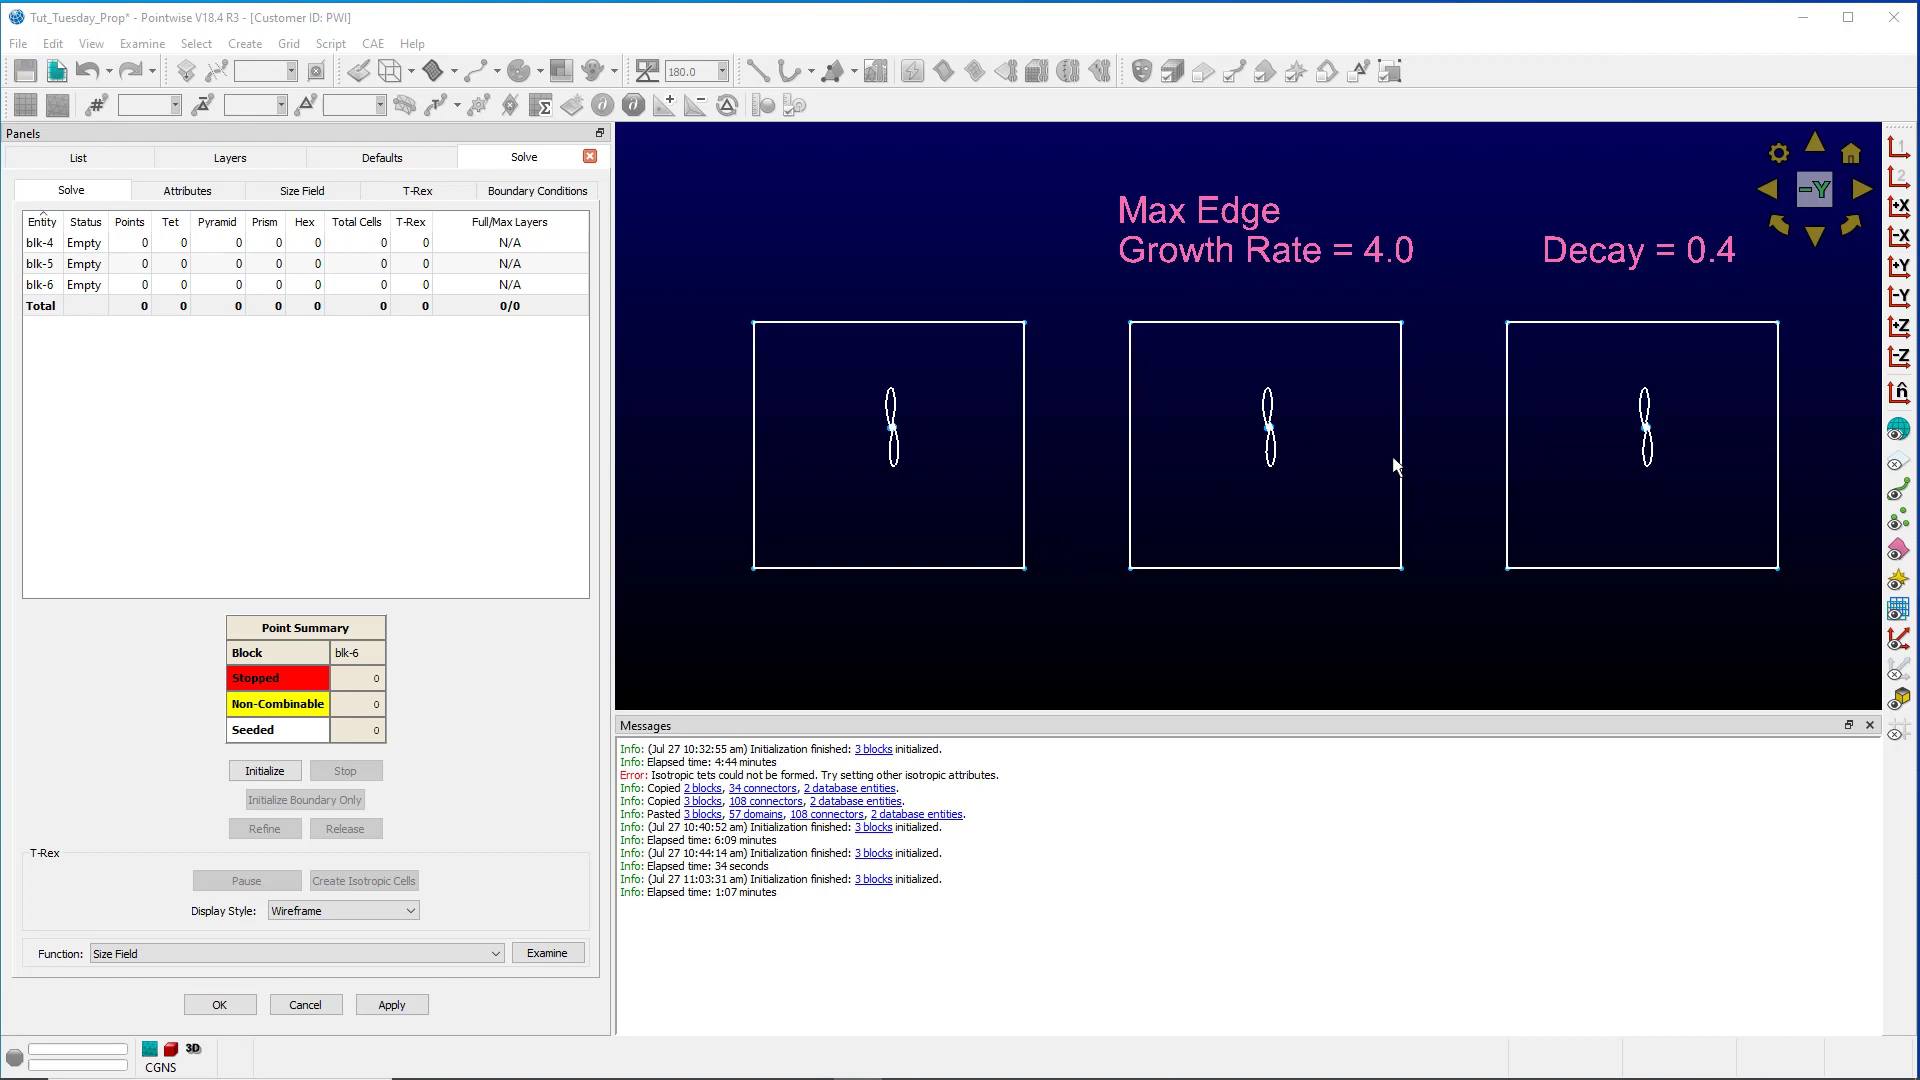 Tut_Tuesday_Prop* - Pointwise V18.4 R3 - [Customer ID: PWI]
File Edit View Examine Select Create Grid Script CAE Help
180.0
Panels
List Layers Defaults Solve
Solve Attributes Size Field T-Rex Boundary Conditions
Entity Status Points Tet Pyramid Prism Hex Total Cells T-Rex Full/Max Layers
blk-4 Empty 0 0 0 0 0 0 0 N/A
blk-5 Empty 0 0 0 0 0 0 0 N/A
blk-6 Empty 0 0 0 0 0 0 0 N/A
Total 0 0 0 0 0 0 0 0/0
Point Summary
Block blk-6
Stopped 0
Non-Combinable 0
Seeded 0
Initialize Stop
Initialize Boundary Only
Refine Release
T-Rex
Pause Create Isotropic Cells
Display Style: Wireframe
Function: Size Field Examine
OK Cancel Apply
CGNS
3D
Max Edge
Growth Rate = 4.0 Decay = 0.4
-Y
1
2
+X
-X
+Y
-Y
+Z
-Z
n̂
Messages
Info: (Jul 27 10:32:55 am) Initialization finished: 3 blocks initialized.
Info: Elapsed time: 4:44 minutes
Error: Isotropic tets could not be formed. Try setting other isotropic attributes.
Info: Copied 2 blocks, 34 connectors, 2 database entities.
Info: Copied 3 blocks, 108 connectors, 2 database entities.
Info: Pasted 3 blocks, 57 domains, 108 connectors, 2 database entities.
Info: (Jul 27 10:40:52 am) Initialization finished: 3 blocks initialized.
Info: Elapsed time: 6:09 minutes
Info: (Jul 27 10:44:14 am) Initialization finished: 3 blocks initialized.
Info: Elapsed time: 34 seconds
Info: (Jul 27 11:03:31 am) Initialization finished: 3 blocks initialized.
Info: Elapsed time: 1:07 minutes